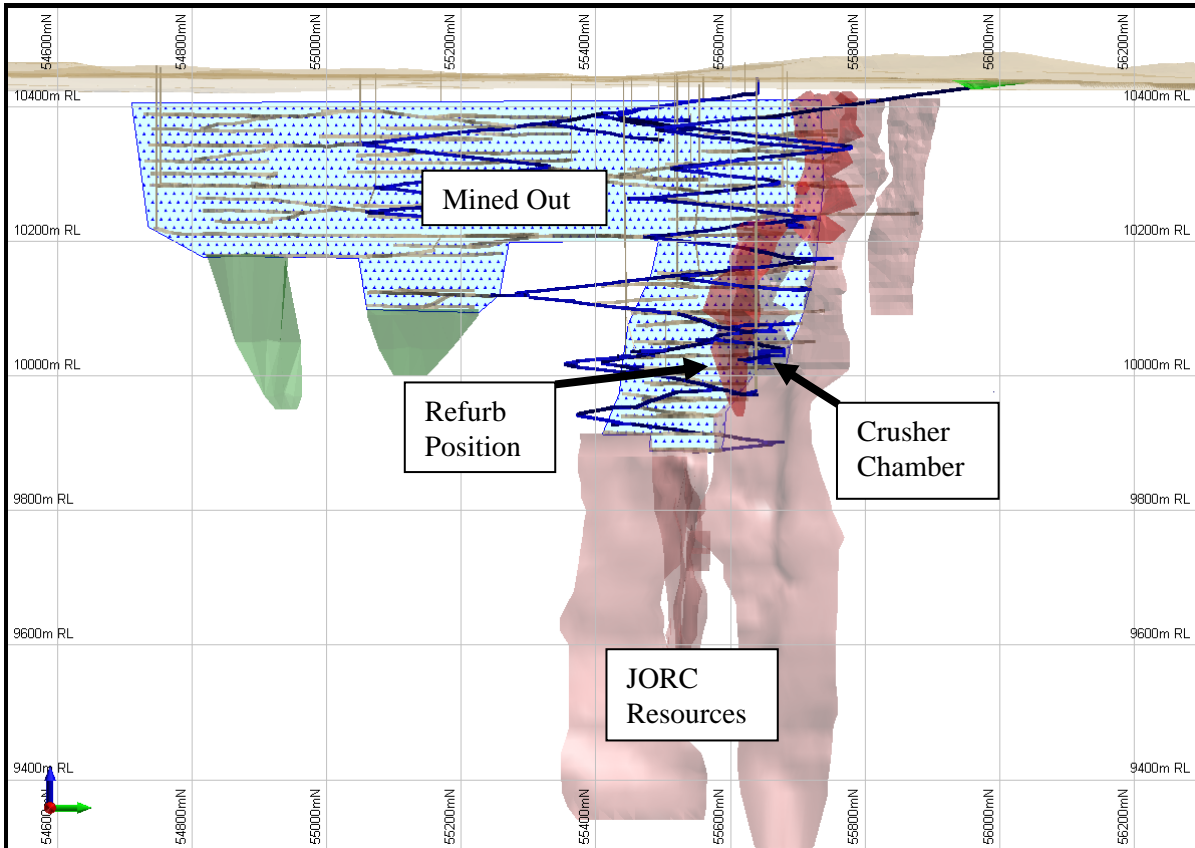 54600mN
54800mN
55000mN
55200mN
55400mN
55600mN
55800mN
56000mN
56200mN
10400m RL
10400m RL
Mined Out
10200m RL
10200m RL
10000m RL
10000m RL
Refurb
Position
Crusher
Chamber
9800m RL
9800m RL
9600m RL
9600m RL
JORC
Resources
9400m RL
9400m RL
54600mN
54800mN
55000mN
55200mN
55400mN
55600mN
55800mN
56000mN
56200mN